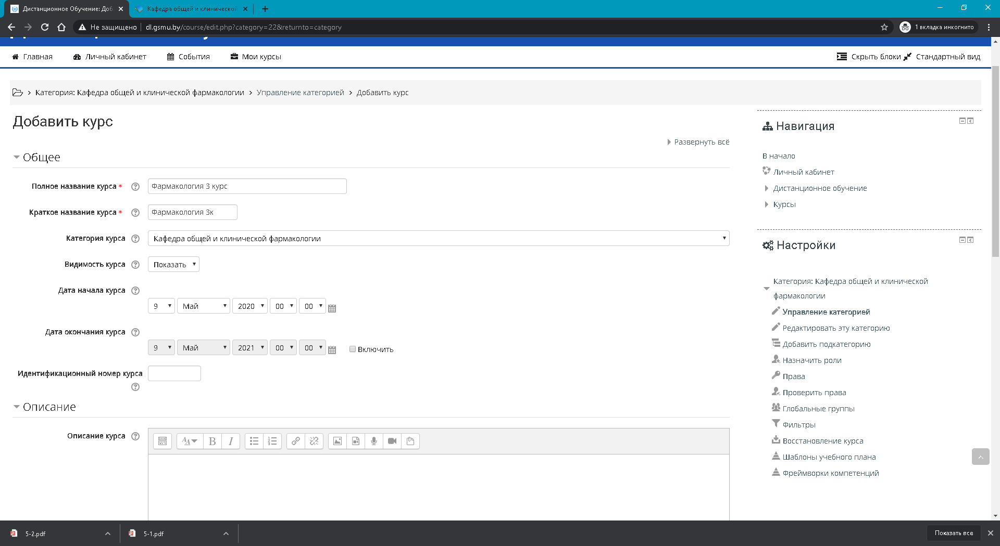 Дистанционное Обучение: Доб
Кафедра общей и клинической
Не защищено
dl.gsmu.by/course/edit.php?category=22&returnto=category
1 вкладка инкогнито
Главная
Личный кабинет
События
Мои курсы
Скрыть блоки
Стандартный вид
Категория: Кафедра общей и клинической фармакологии
Управление категорией
Добавить курс
Добавить курс
Развернуть всё
Общее
Полное название курса *
Фармакология 3 курс
Краткое название курса *
Фармакология 3к
Категория курса
Кафедра общей и клинической фармакологии
Видимость курса
Показать
Дата начала курса
9 Май 2020 00 00
Дата окончания курса
9 Май 2021 00 00 Включить
Идентификационный номер курса
Описание
Описание курса
Навигация
В начало
Личный кабинет
Дистанционное обучение
Курсы
Настройки
Категория: Кафедра общей и клинической
фармакологии
Управление категорией
Редактировать эту категорию
Добавить подкатегорию
Назначить роли
Права
Проверить права
Глобальные группы
Фильтры
Восстановление курса
Шаблоны учебного плана
Фреймворки компетенций
5-2.pdf
5-1.pdf
Показать все